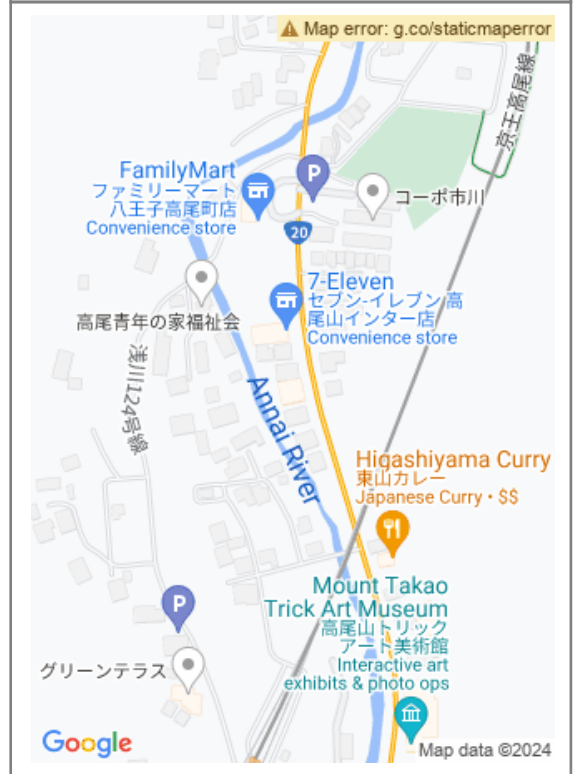 Map error: g.co/staticmaperror
京王高尾線
FamilyMart
ファミリーマート
八王子高尾町店
Convenience store
P
コーポ市川
20
7-Eleven
セブン-イレブン 高
尾山インター店
Convenience store
高尾青年の家福祉会
浅川124号線
Annai River
Higashiyama Curry
東山カレー
Japanese Curry • $$
Mount Takao
Trick Art Museum
高尾山トリック
アート美術館
Interactive art
exhibits & photo ops
P
グリーンテラス
Google
Map data ©2024